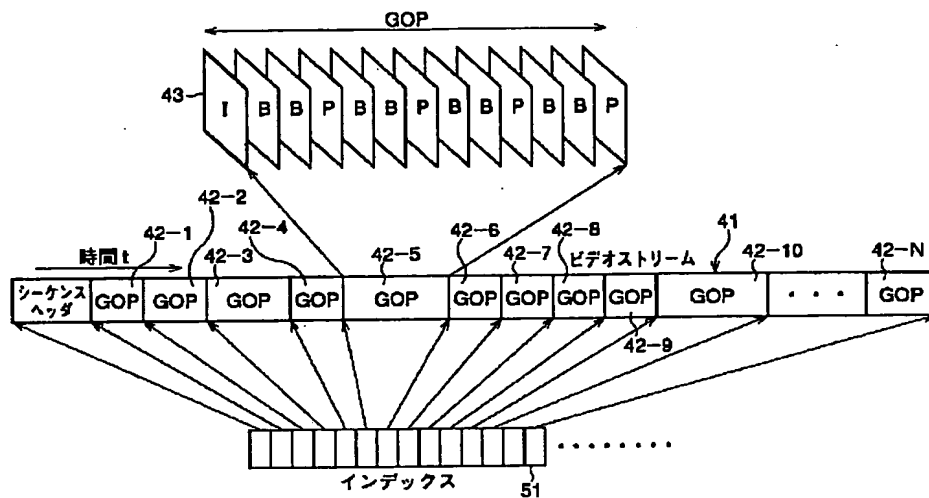 GOP
43
I B B P B B P B B P B B P
42-1 42-2 42-3 42-4 42-5 42-6 42-7 42-8 41 42-10 42-N
時間t
ビデオストリーム
シーケンス
ヘッダ
GOP GOP GOP GOP GOP GOP GOP GOP GOP GOP ・・・ GOP
42-9
・・・・・・・・
インデックス
51